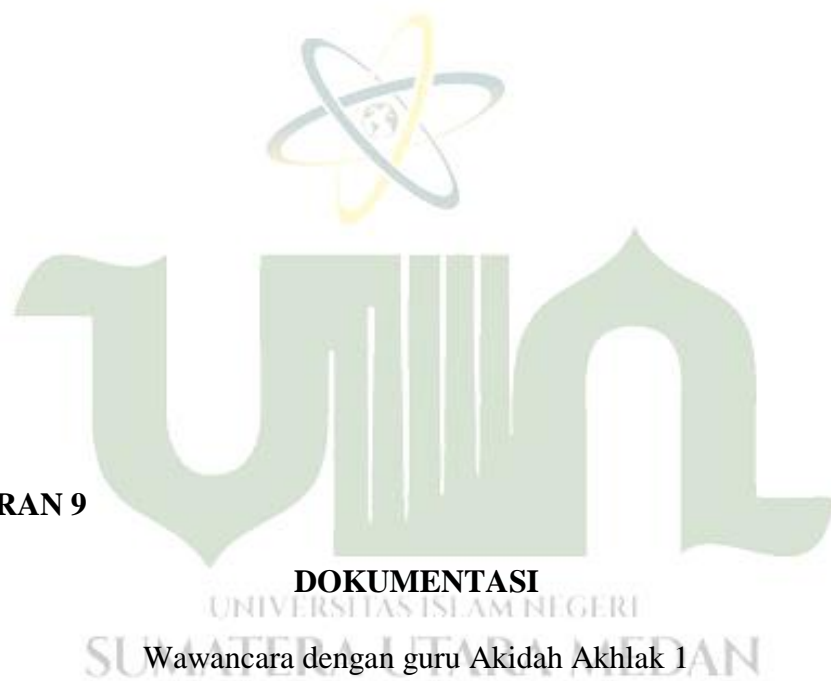 RAN 9
DOKUMENTASI
UNIVERSITAS ISLAM NEGERI
SUMATERA UTARA MEDAN
Wawancara dengan guru Akidah Akhlak 1